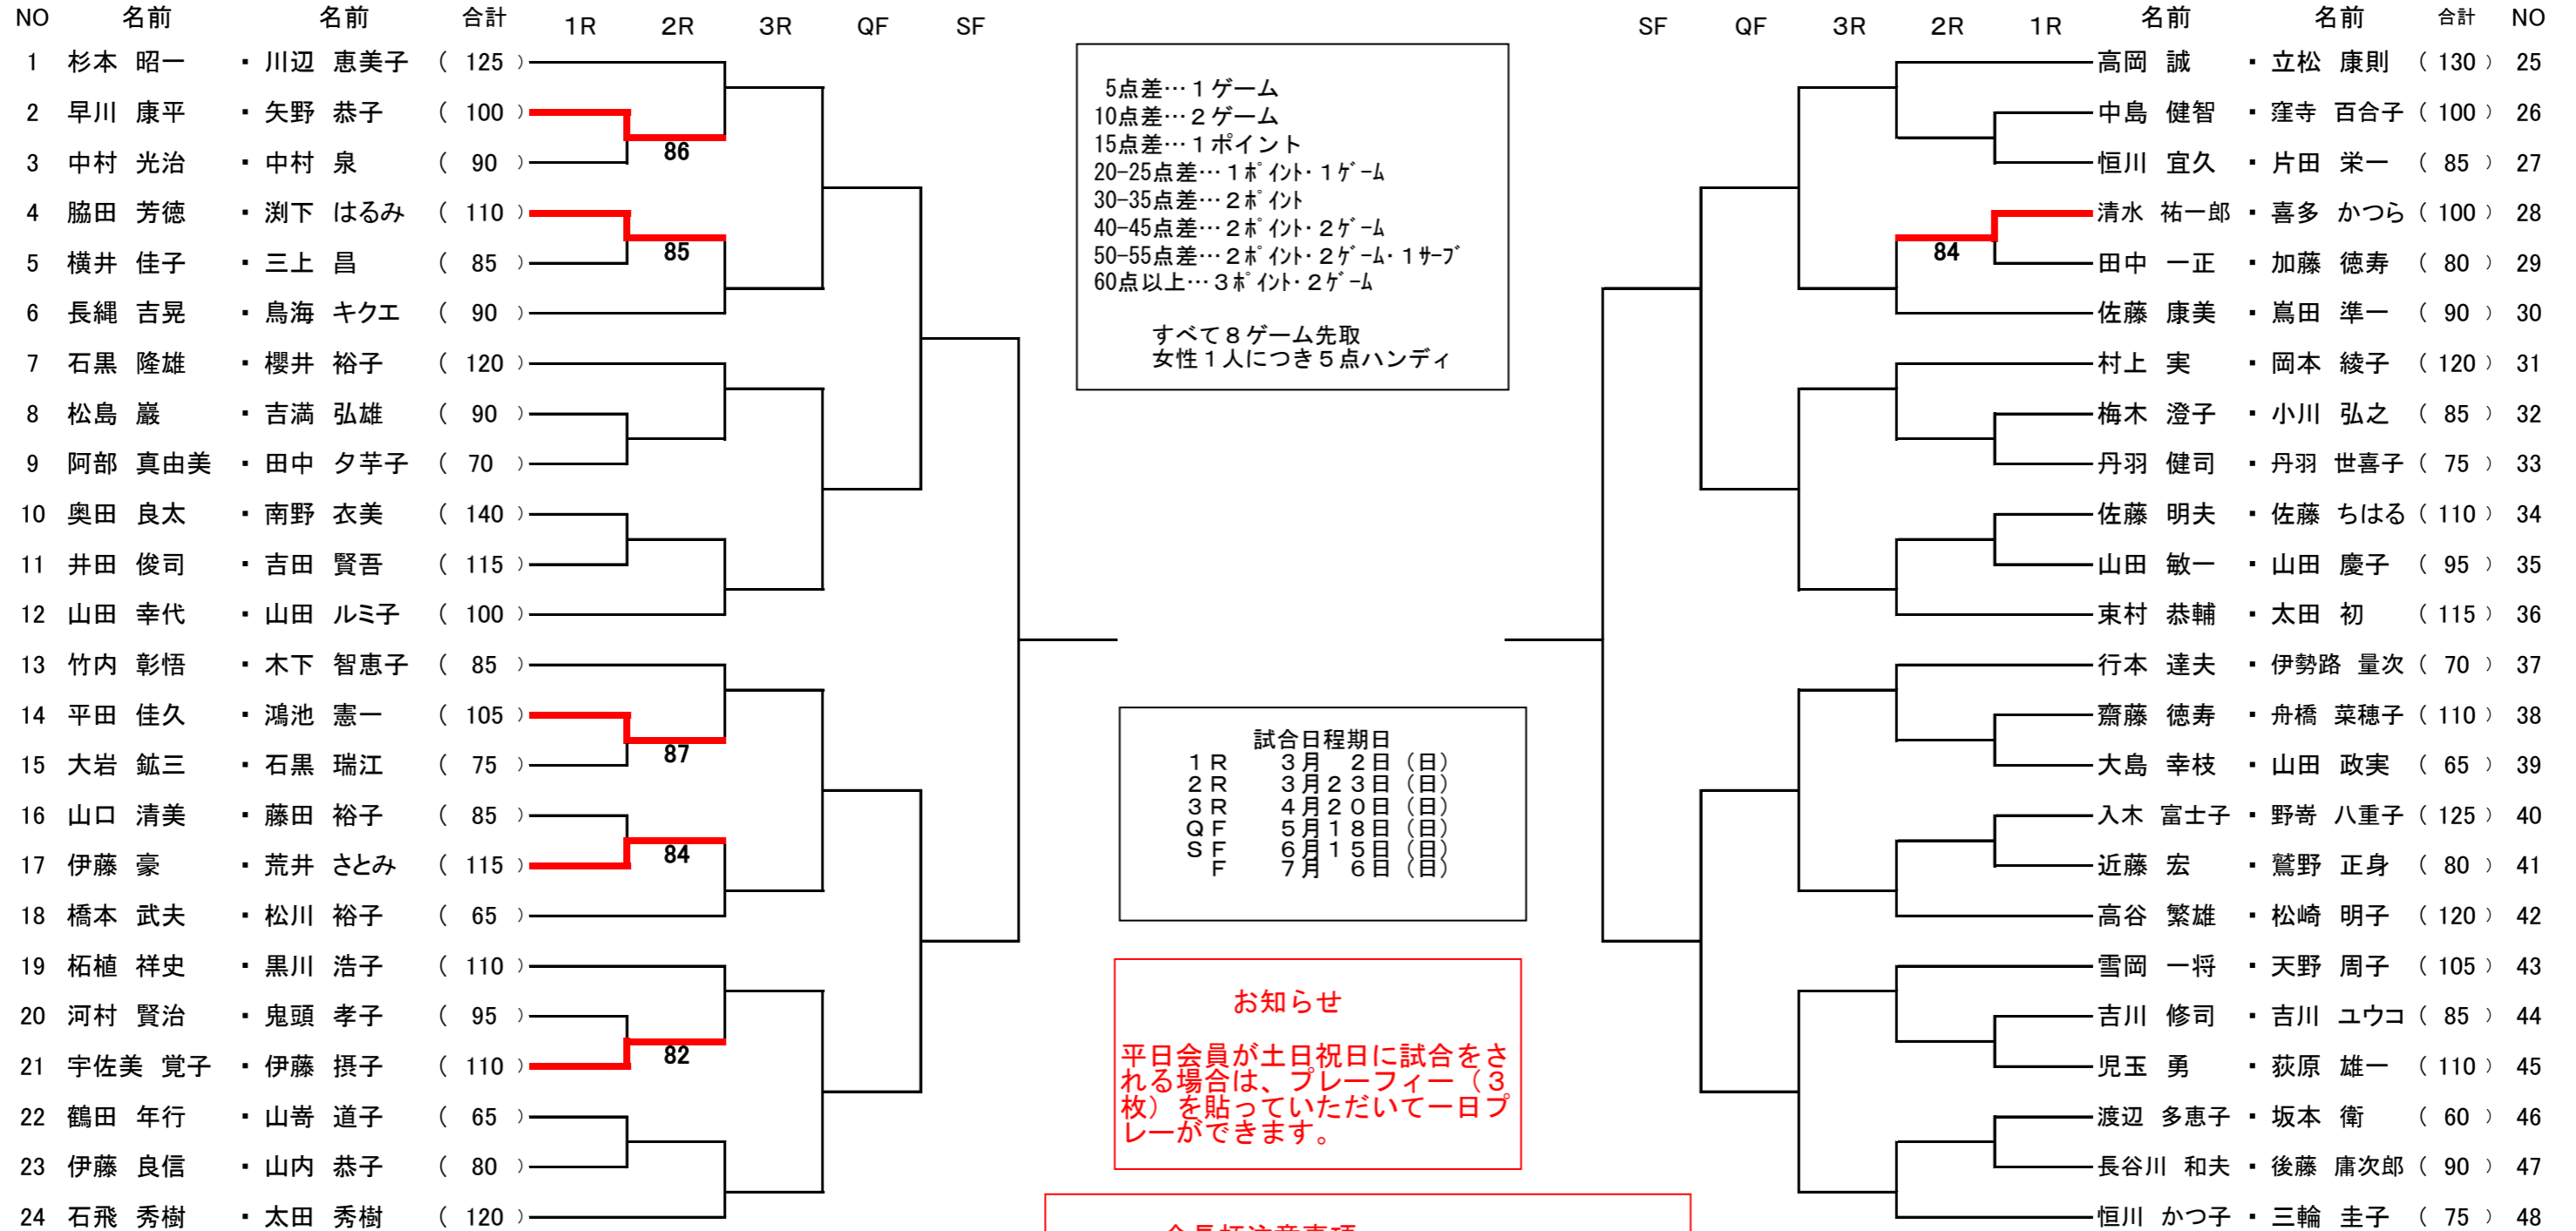 NO 名前 名前 合計 1R 2R 3R QF SF
1 杉本 昭一 ・ 川辺 恵美子 ( 125 )
2 早川 康平 ・ 矢野 恭子 ( 100 )
86
3 中村 光治 ・ 中村 泉 ( 90 )
4 脇田 芳徳 ・ 渕下 はるみ ( 110 )
85
5 横井 佳子 ・ 三上 昌 ( 85 )
6 長縄 吉晃 ・ 鳥海 キクエ ( 90 )
7 石黒 隆雄 ・ 櫻井 裕子 ( 120 )
8 松島 巌 ・ 吉満 弘雄 ( 90 )
9 阿部 真由美 ・ 田中 夕芋子 ( 70 )
10 奥田 良太 ・ 南野 衣美 ( 140 )
11 井田 俊司 ・ 吉田 賢吾 ( 115 )
12 山田 幸代 ・ 山田 ルミ子 ( 100 )
13 竹内 彰悟 ・ 木下 智恵子 ( 85 )
14 平田 佳久 ・ 鴻池 憲一 ( 105 )
87
15 大岩 鉱三 ・ 石黒 瑞江 ( 75 )
16 山口 清美 ・ 藤田 裕子 ( 85 )
84
17 伊藤 豪 ・ 荒井 さとみ ( 115 )
18 橋本 武夫 ・ 松川 裕子 ( 65 )
19 柘植 祥史 ・ 黒川 浩子 ( 110 )
20 河村 賢治 ・ 鬼頭 孝子 ( 95 )
82
21 宇佐美 覚子 ・ 伊藤 摂子 ( 110 )
22 鶴田 年行 ・ 山嵜 道子 ( 65 )
23 伊藤 良信 ・ 山内 恭子 ( 80 )
24 石飛 秀樹 ・ 太田 秀樹 ( 120 )
5点差…１ゲーム
10点差…２ゲーム
15点差…１ポイント
20-25点差…１ﾎﾟｲﾝﾄ・１ｹﾞｰﾑ
30-35点差…２ﾎﾟｲﾝﾄ
40-45点差…２ﾎﾟｲﾝﾄ・２ｹﾞｰﾑ
50-55点差…２ﾎﾟｲﾝﾄ・２ｹﾞｰﾑ・１ｻｰﾌﾞ
60点以上…３ﾎﾟｲﾝﾄ・２ｹﾞｰﾑ
すべて８ゲーム先取
女性１人につき５点ハンディ
試合日程期日
１Ｒ ３月 ２日（日）
２Ｒ ３月２３日（日）
３Ｒ ４月２０日（日）
ＱＦ ５月１８日（日）
ＳＦ ６月１５日（日）
Ｆ ７月 ６日（日）
お知らせ
平日会員が土日祝日に試合をさ
れる場合は、プレーフィー（３
枚）を貼っていただいて一日プ
レーができます。
SF QF 3R 2R 1R 名前 名前 合計 NO
高岡 誠 ・ 立松 康則 ( 130 ) 25
中島 健智 ・ 窪寺 百合子 ( 100 ) 26
恒川 宜久 ・ 片田 栄一 ( 85 ) 27
清水 祐一郎 ・ 喜多 かつら ( 100 ) 28
84
田中 一正 ・ 加藤 徳寿 ( 80 ) 29
佐藤 康美 ・ 嶌田 準一 ( 90 ) 30
村上 実 ・ 岡本 綾子 ( 120 ) 31
梅木 澄子 ・ 小川 弘之 ( 85 ) 32
丹羽 健司 ・ 丹羽 世喜子 ( 75 ) 33
佐藤 明夫 ・ 佐藤 ちはる ( 110 ) 34
山田 敏一 ・ 山田 慶子 ( 95 ) 35
東村 恭輔 ・ 太田 初 ( 115 ) 36
行本 達夫 ・ 伊勢路 量次 ( 70 ) 37
齋藤 徳寿 ・ 舟橋 菜穂子 ( 110 ) 38
大島 幸枝 ・ 山田 政実 ( 65 ) 39
入木 富士子 ・ 野嵜 八重子 ( 125 ) 40
近藤 宏 ・ 鷲野 正身 ( 80 ) 41
高谷 繁雄 ・ 松崎 明子 ( 120 ) 42
雪岡 一将 ・ 天野 周子 ( 105 ) 43
吉川 修司 ・ 吉川 ユウコ ( 85 ) 44
児玉 勇 ・ 荻原 雄一 ( 110 ) 45
渡辺 多恵子 ・ 坂本 衛 ( 60 ) 46
長谷川 和夫 ・ 後藤 庸次郎 ( 90 ) 47
恒川 かつ子 ・ 三輪 圭子 ( 75 ) 48